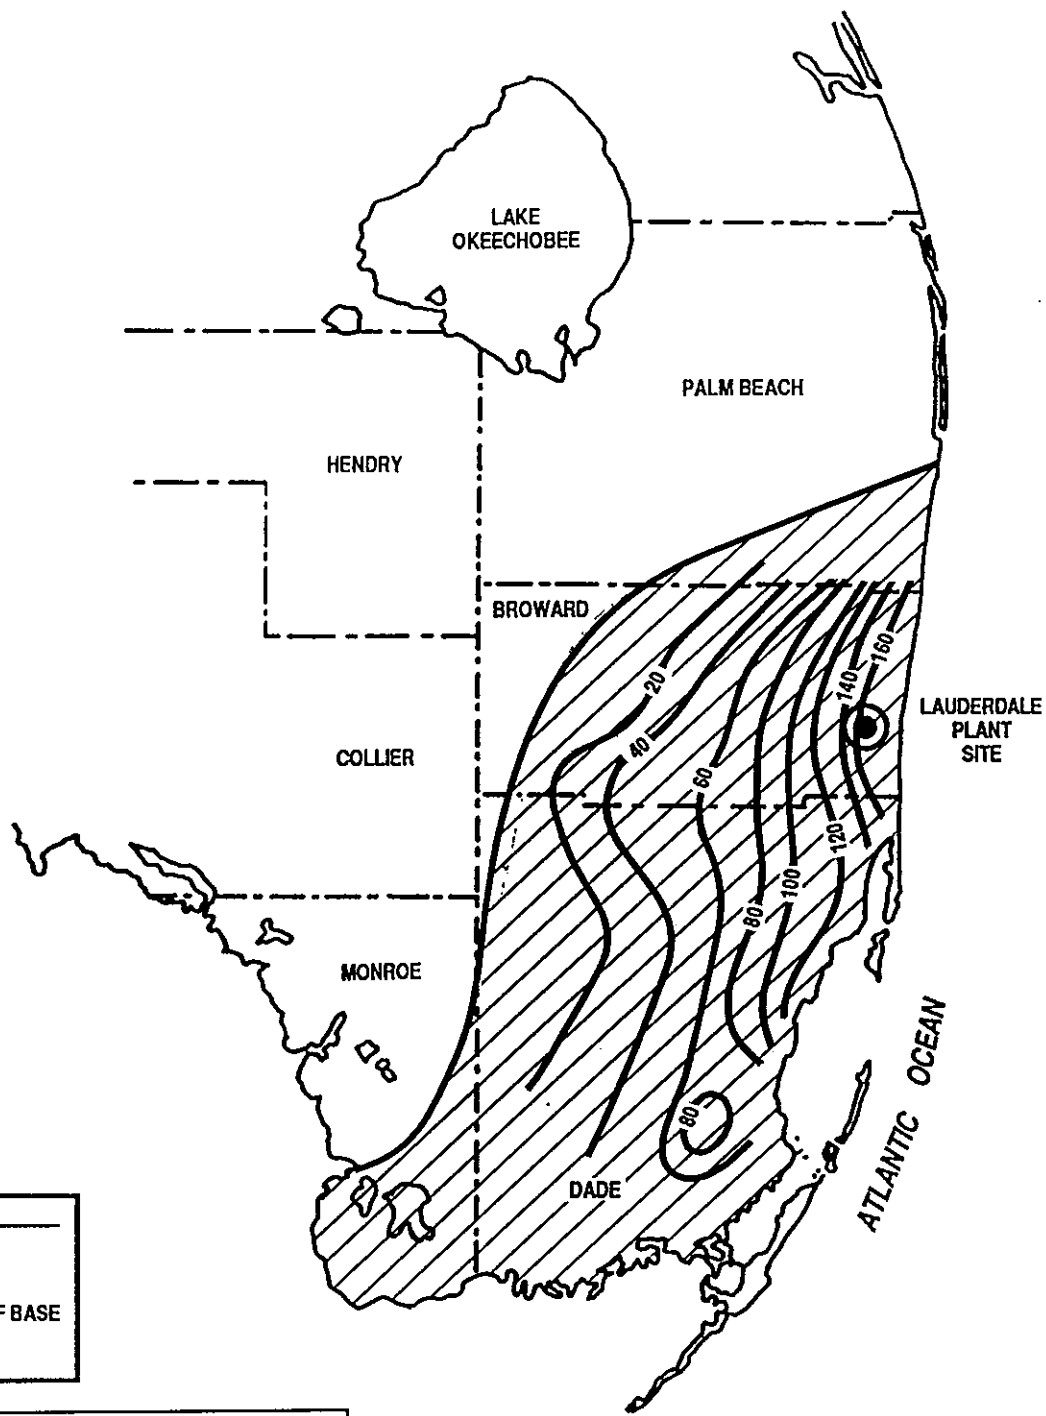 LAKE
OKEECHOBEE
PALM BEACH
HENDRY
BROWARD
160
140
20
LAUDERDALE
PLANT
SITE
40
COLLIER
60
120
100
80
MONROE
ATLANTIC OCEAN
80
DADE
BASE